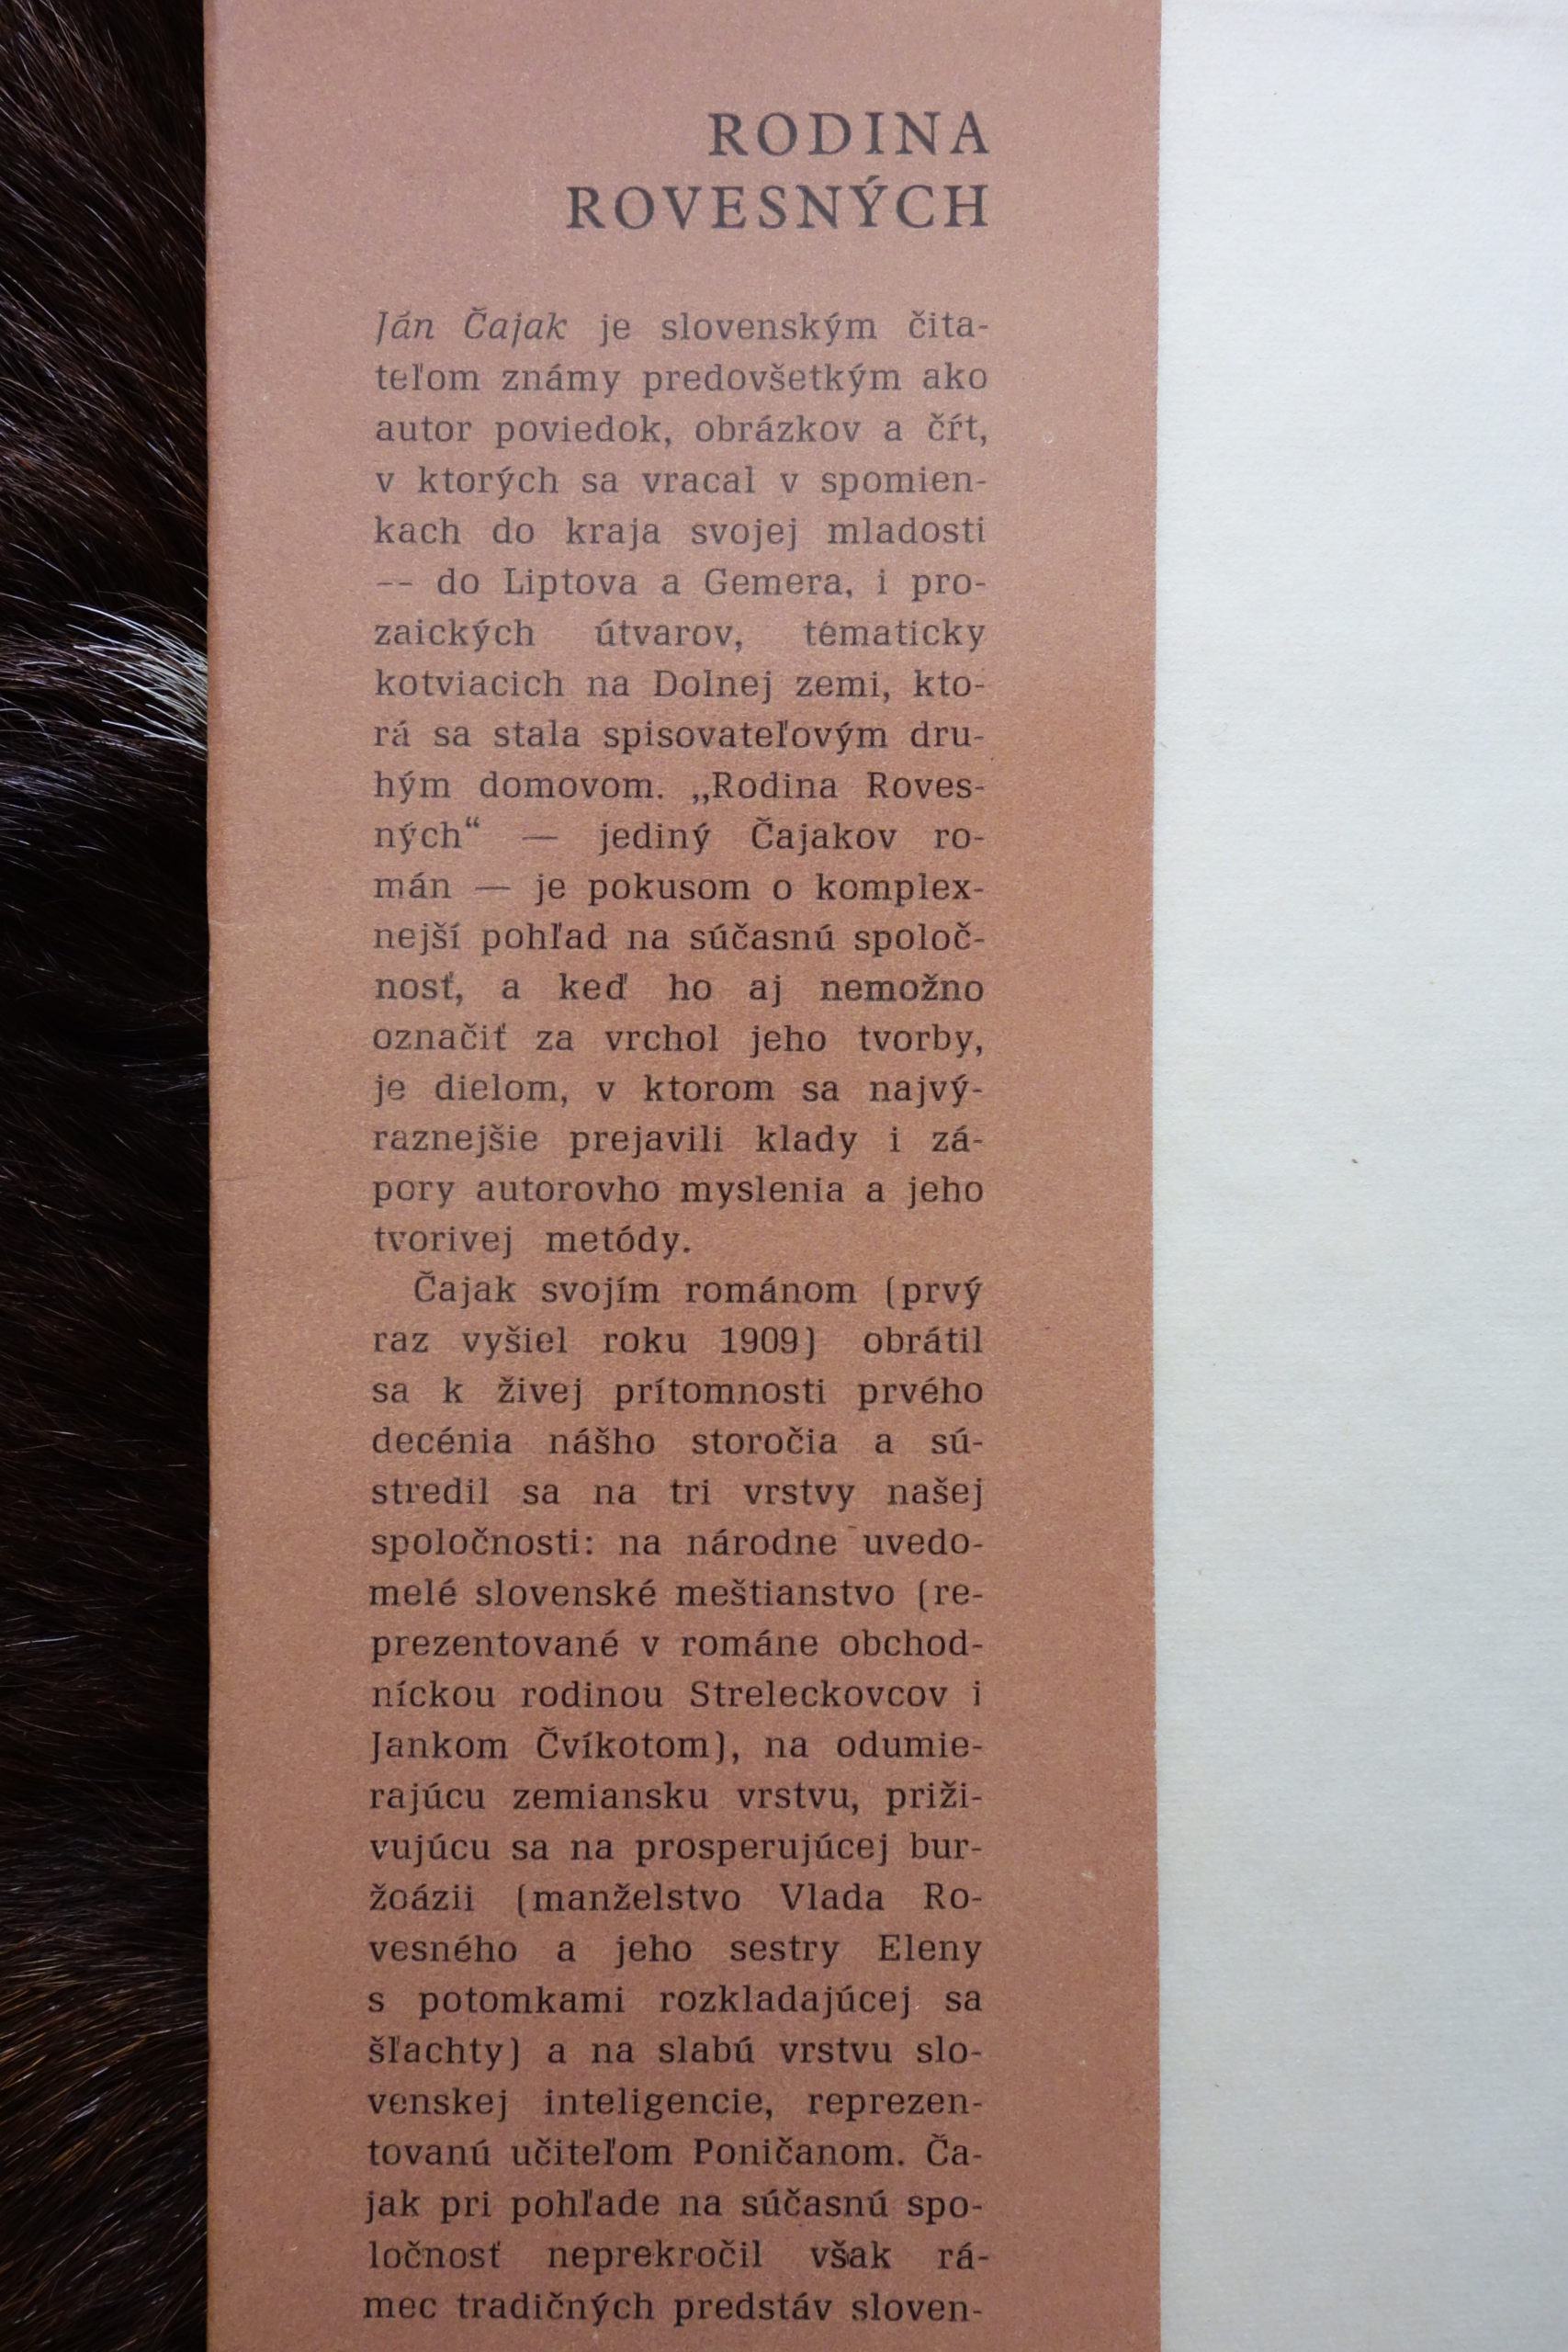 RODINA
ROVESNÝCH
Ján Čajak je slovenským čita-
teľom známy predovšetkým ako
autor poviedok, obrázkov a čŕt,
v ktorých sa vracal v spomien-
kach do kraja svojej mladosti
-- do Liptova a Gemera, i pro-
zaických útvarov, tématicky
kotviacich na Dolnej zemi, kto-
rá sa stala spisovateľovým dru-
hým domovom. „Rodina Roves-
ných“ — jediný Čajakov ro-
mán — je pokusom o komplex-
nejší pohľad na súčasnú spoloč-
nosť, a keď ho aj nemožno
označiť za vrchol jeho tvorby,
je dielom, v ktorom sa najvý-
raznejšie prejavili klady i zá-
pory autorovho myslenia a jeho
tvorivej metódy.
Čajak svojím románom (prvý
raz vyšiel roku 1909) obrátil
sa k živej prítomnosti prvého
decénia nášho storočia a sú-
stredil sa na tri vrstvy našej
spoločnosti: na národne uvedo-
melé slovenské meštianstvo (re-
prezentované v románe obchod-
níckou rodinou Streleckovcov i
Jankom Čvíkotom), na odumie-
rajúcu zemiansku vrstvu, priži-
vujúcu sa na prosperujúcej bur-
žoázii (manželstvo Vlada Ro-
vesného a jeho sestry Eleny
s potomkami rozkladajúcej sa
šľachty) a na slabú vrstvu slo-
venskej inteligencie, reprezen-
tovanú učiteľom Poničanom. Ča-
jak pri pohľade na súčasnú spo-
ločnosť neprekročil však rá-
mec tradičných predstáv sloven-